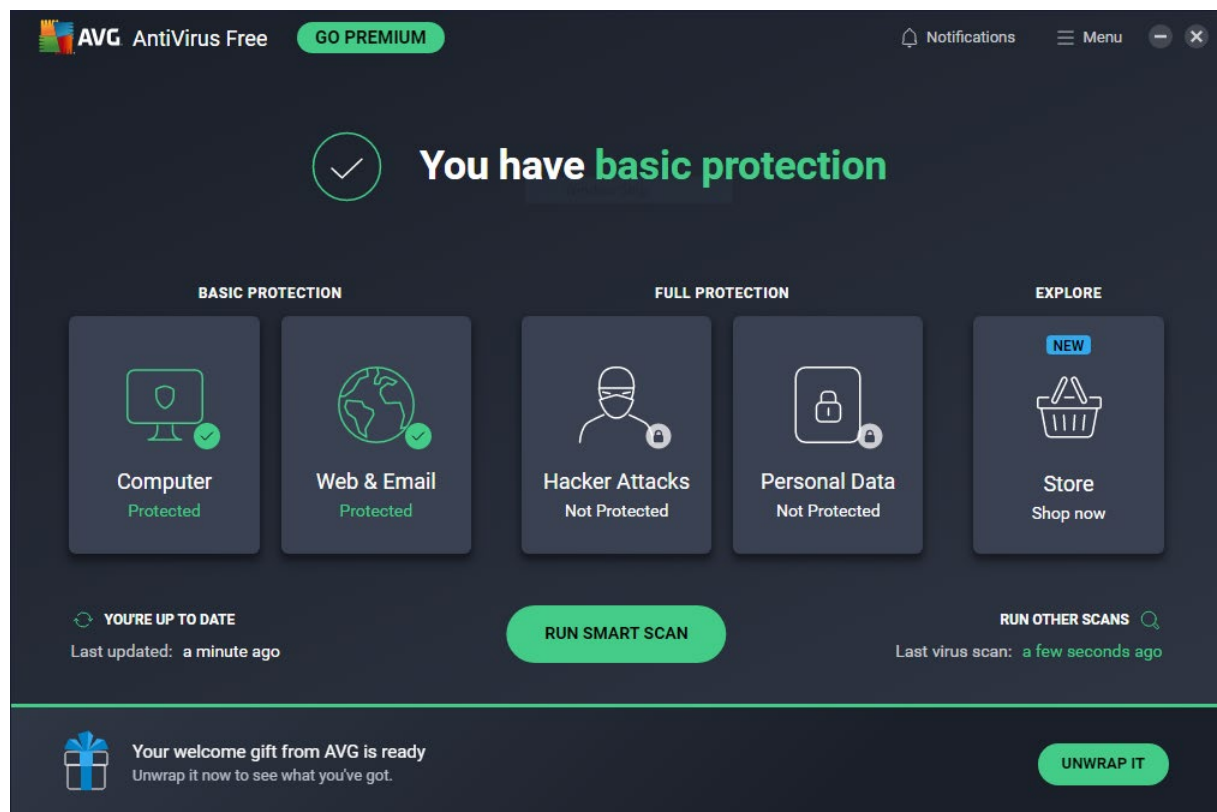 AVG AntiVirus Free GO PREMIUM Notifications Menu
You have basic protection
BASIC PROTECTION FULL PROTECTION EXPLORE
NEW
Computer Web & Email Hacker Attacks Personal Data Store
Protected Protected Not Protected Not Protected Shop now
YOU'RE UP TO DATE RUN SMART SCAN RUN OTHER SCANS
Last updated: a minute ago Last virus scan: a few seconds ago
Your welcome gift from AVG is ready
Unwrap it now to see what you've got.
UNWRAP IT